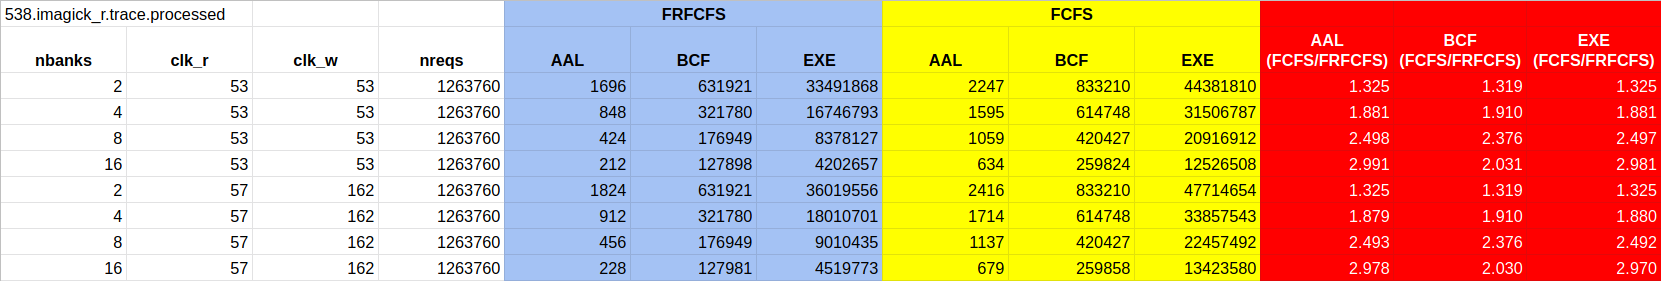 538.imagick_r.trace.processed FRFCFS FCFS
nbanks clk_r clk_w nreqs AAL BCF EXE AAL BCF EXE AAL (FCFS/FRFCFS) BCF (FCFS/FRFCFS) EXE (FCFS/FRFCFS)
2 53 53 1263760 1696 631921 33491868 2247 833210 44381810 1.325 1.319 1.325
4 53 53 1263760 848 321780 16746793 1595 614748 31506787 1.881 1.910 1.881
8 53 53 1263760 424 176949 8378127 1059 420427 20916912 2.498 2.376 2.497
16 53 53 1263760 212 127898 4202657 634 259824 12526508 2.991 2.031 2.981
2 57 162 1263760 1824 631921 36019556 2416 833210 47714654 1.325 1.319 1.325
4 57 162 1263760 912 321780 18010701 1714 614748 33857543 1.879 1.910 1.880
8 57 162 1263760 456 176949 9010435 1137 420427 22457492 2.493 2.376 2.492
16 57 162 1263760 228 127981 4519773 679 259858 13423580 2.978 2.030 2.970